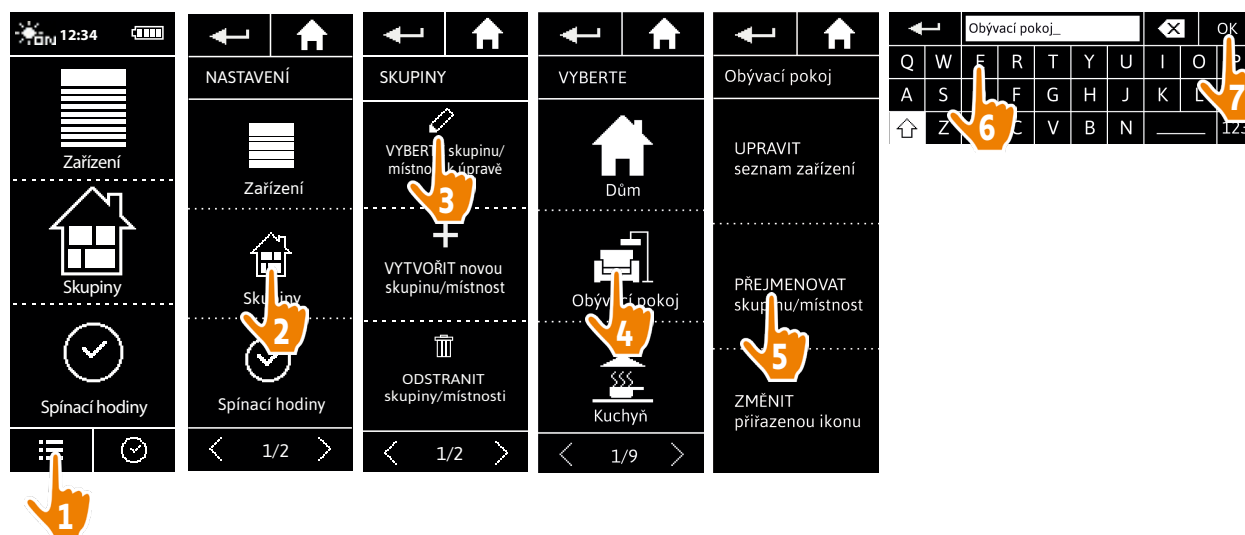 ON 12:34
Zařízení
Skupiny
Spínací hodiny
1
NASTAVENÍ
Zařízení
Skupiny
2
Spínací hodiny
1/2
SKUPINY
VYBERTE skupinu/
místnost k úpravě
3
VYTVOŘIT novou
skupinu/místnost
ODSTRANIT
skupiny/místnosti
1/2
VYBERTE
Dům
Obývací pokoj
4
Kuchyň
1/9
Obývací pokoj
UPRAVIT
seznam zařízení
PŘEJMENOVAT
skupinu/místnost
5
ZMĚNIT
přiřazenou ikonu
Obývací pokoj_ OK
Q W E R T Y U I O P
A S F G H J K L
Z C V B N 123
6
7